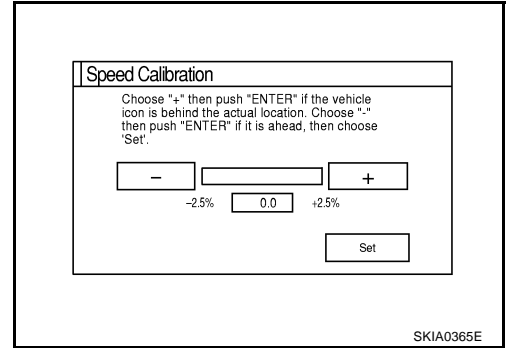 Speed Calibration
Choose "+" then push "ENTER" if the vehicle
icon is behind the actual location. Choose "-"
then push "ENTER" if it is ahead, then choose
'Set'.
− +
−2.5% 0.0 +2.5%
Set
SKIA0365E